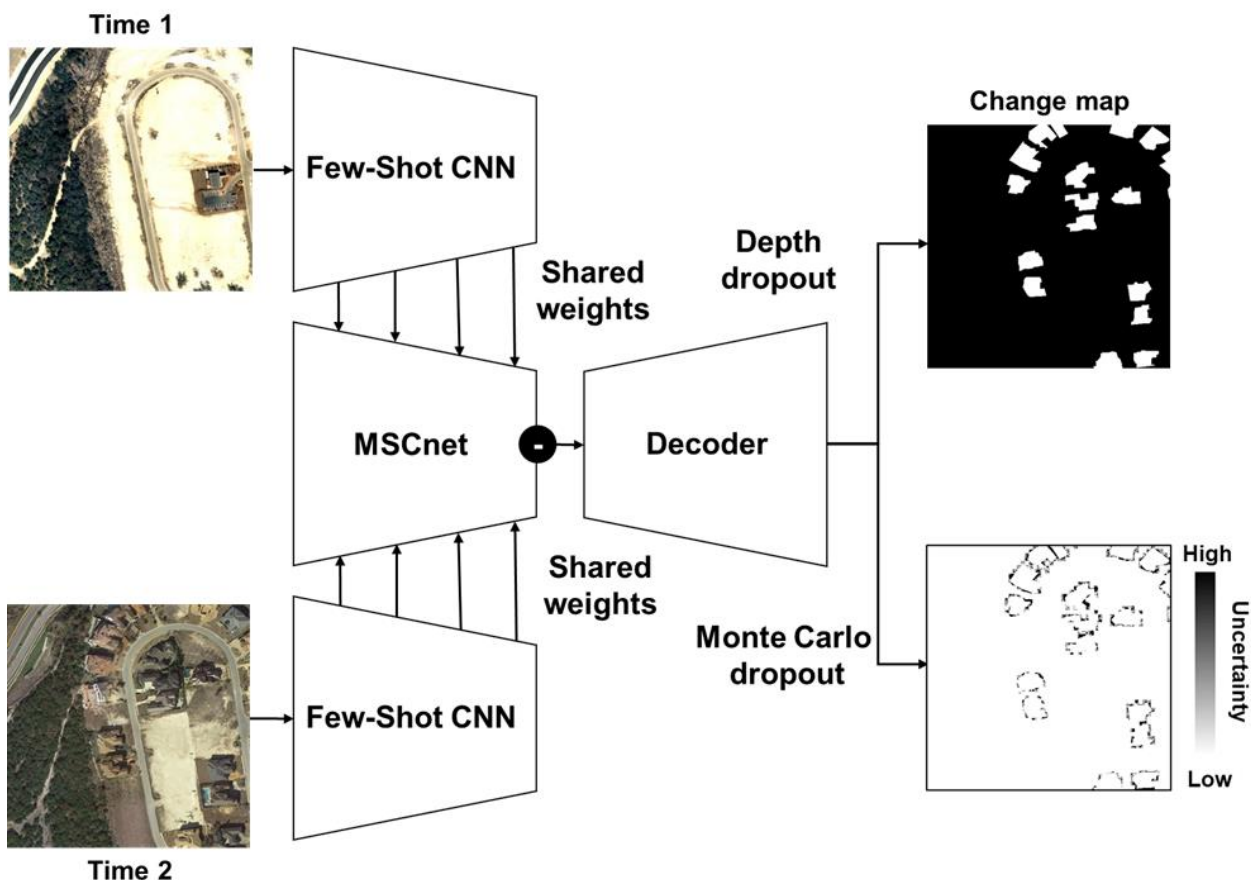 Time 1
Few-Shot CNN
Change map
Depth
dropout
Shared
weights
MSCnet
-
Decoder
Shared
weights
High
Uncertainty
Low
Monte Carlo
dropout
Few-Shot CNN
Time 2